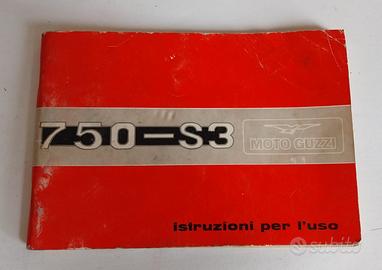 750-S3
MOTO GUZZI
istruzioni per l'uso
subito